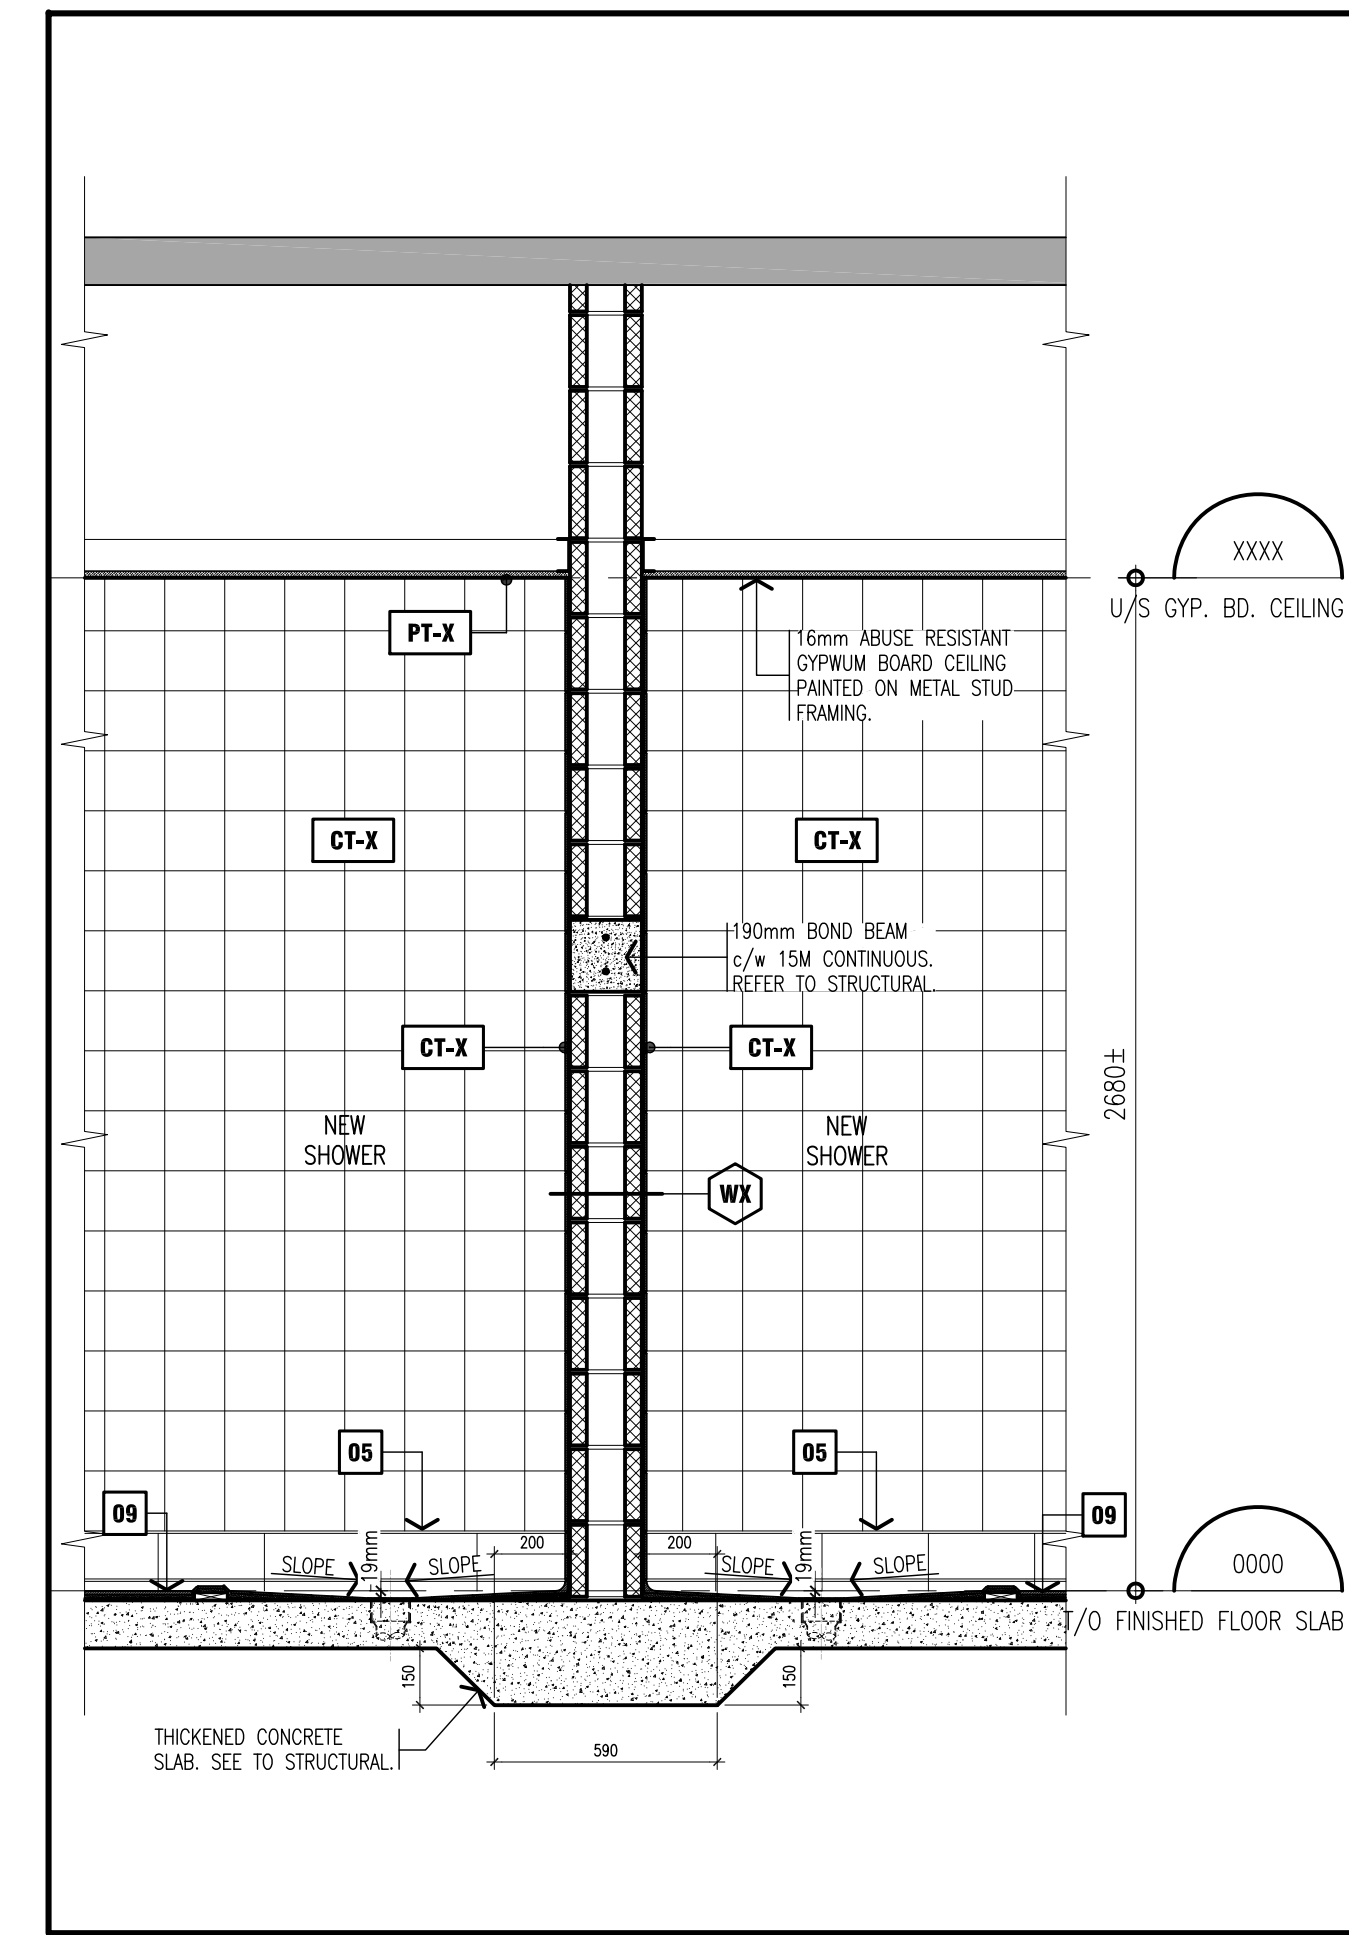 XXXX
U/S GYP. BD. CEILING
PT-X
16mm ABUSE RESISTANT
GYPWUM BOARD CEILING
PAINTED ON METAL STUD
FRAMING.
CT-X
CT-X
190mm BOND BEAM
c/w 15M CONTINUOUS.
REFER TO STRUCTURAL.
CT-X
CT-X
2680±
NEW
SHOWER
NEW
SHOWER
WX
05
05
09
09
200
200
19mm
19mm
SLOPE
SLOPE
SLOPE
SLOPE
0000
T/O FINISHED FLOOR SLAB
150
150
THICKENED CONCRETE
SLAB. SEE TO STRUCTURAL.
590